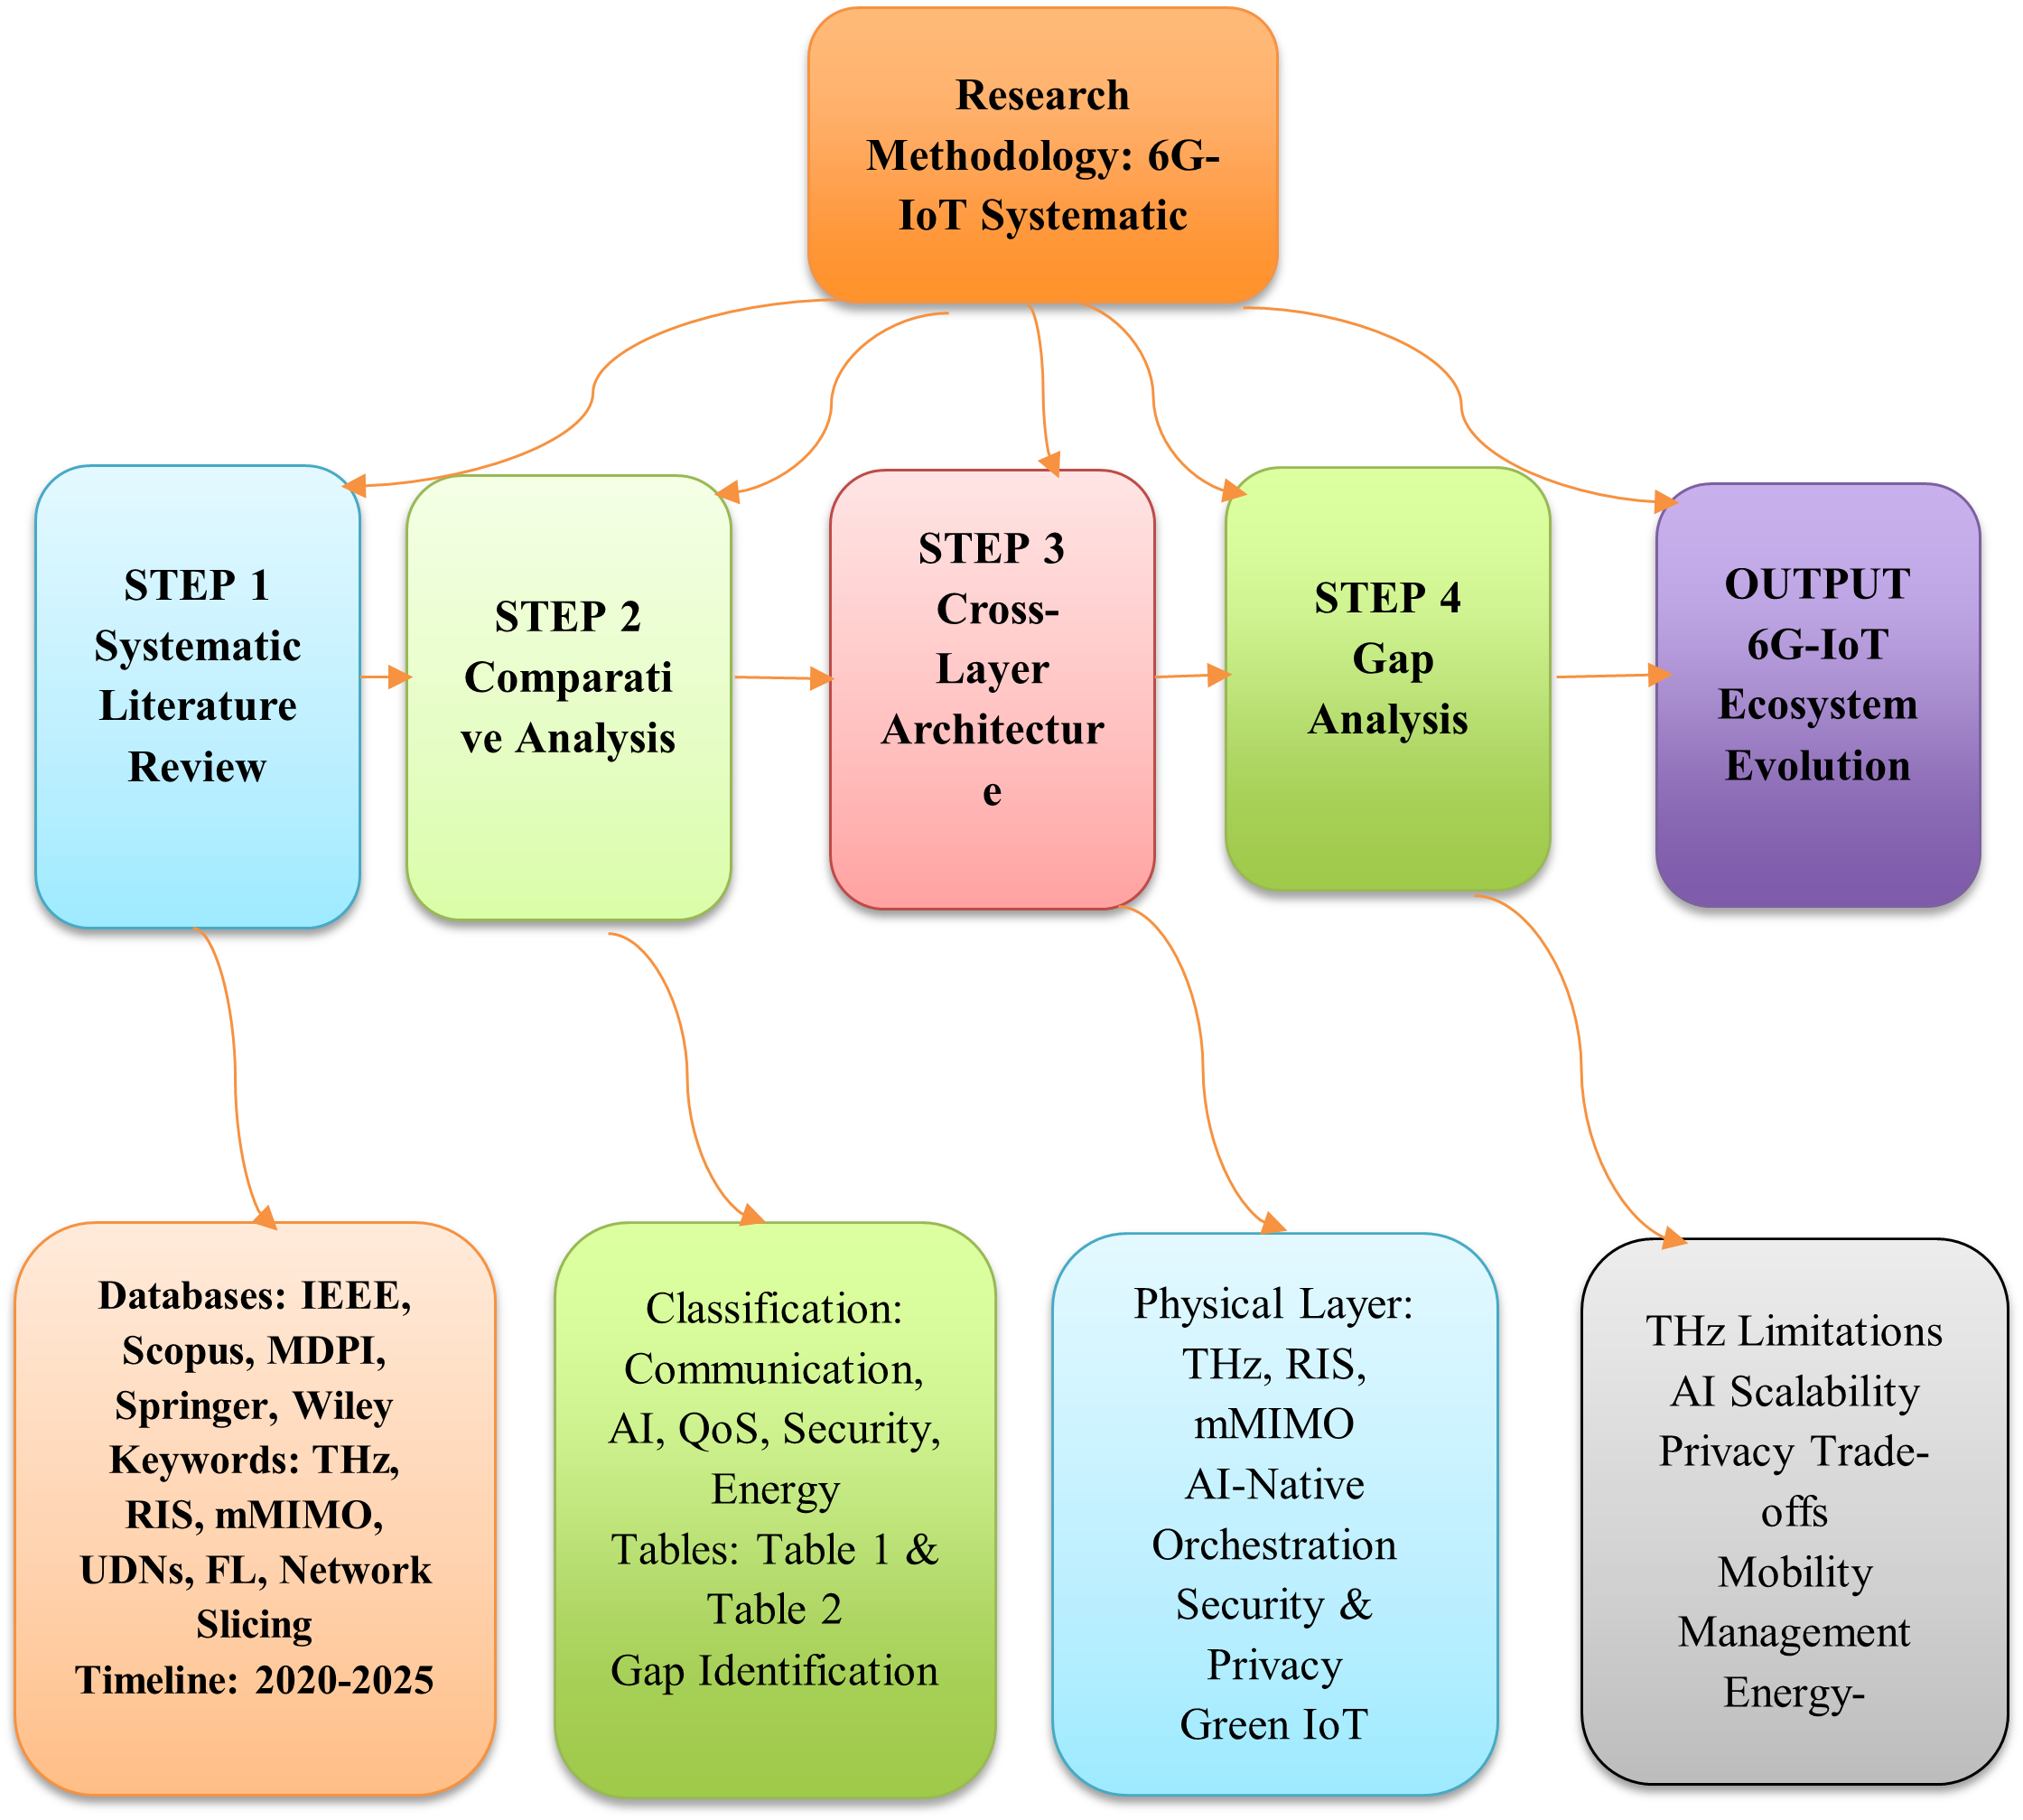 Research
Methodology: 6G-
IoT Systematic
STEP 1
Systematic
Literature
Review
STEP 2
Comparati
ve Analysis
STEP 3
Cross-
Layer
Architectur
e
STEP 4
Gap
Analysis
OUTPUT
6G-IoT
Ecosystem
Evolution
Databases: IEEE,
Scopus, MDPI,
Springer, Wiley
Keywords: THz,
RIS, mMIMO,
UDNs, FL, Network
Slicing
Timeline: 2020-2025
Classification:
Communication,
AI, QoS, Security,
Energy
Tables: Table 1 &
Table 2
Gap Identification
Physical Layer:
THz, RIS,
mMIMO
AI-Native
Orchestration
Security &
Privacy
Green IoT
THz Limitations
AI Scalability
Privacy Trade-
offs
Mobility
Management
Energy-